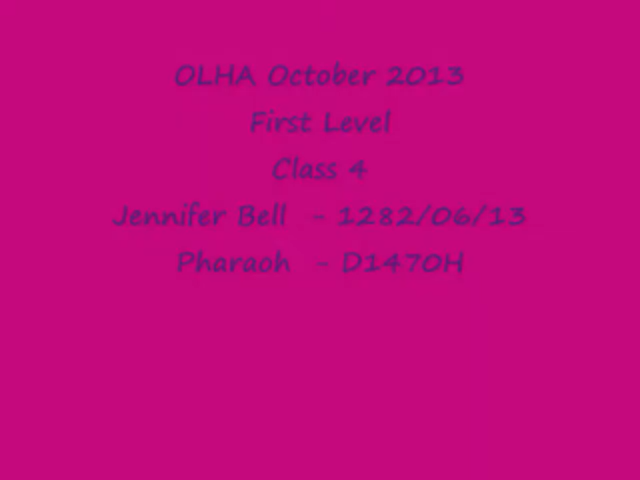 OLHA October 2013
First Level
Class 4
Jennifer Bell - 1282/06/13
Pharaoh - D1470H